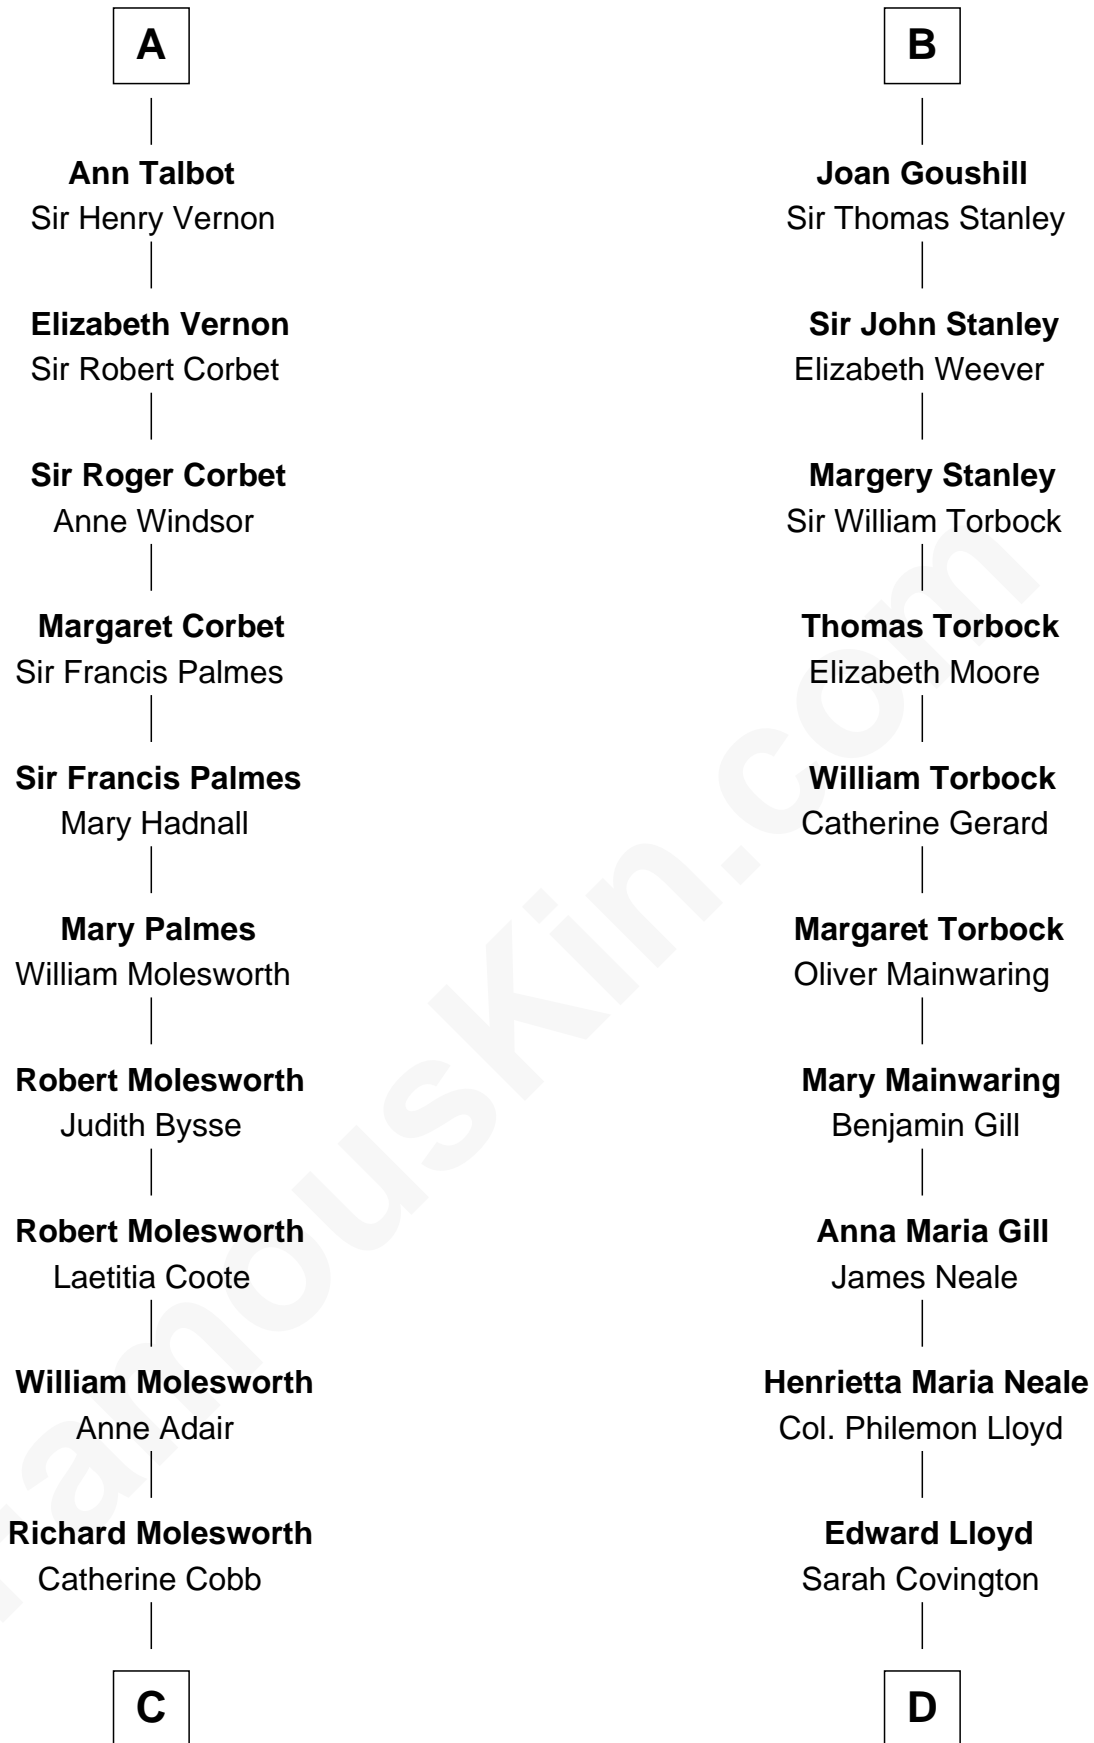 A
Ann Talbot
Sir Henry Vernon
Elizabeth Vernon
Sir Robert Corbet
Sir Roger Corbet
Anne Windsor
Margaret Corbet
Sir Francis Palmes
Sir Francis Palmes
Mary Hadnall
Mary Palmes
William Molesworth
Robert Molesworth
Judith Bysse
Robert Molesworth
Laetitia Coote
William Molesworth
Anne Adair
Richard Molesworth
Catherine Cobb
C
B
Joan Goushill
Sir Thomas Stanley
Sir John Stanley
Elizabeth Weever
Margery Stanley
Sir William Torbock
Thomas Torbock
Elizabeth Moore
William Torbock
Catherine Gerard
Margaret Torbock
Oliver Mainwaring
Mary Mainwaring
Benjamin Gill
Anna Maria Gill
James Neale
Henrietta Maria Neale
Col. Philemon Lloyd
Edward Lloyd
Sarah Covington
D
FamousKin.com